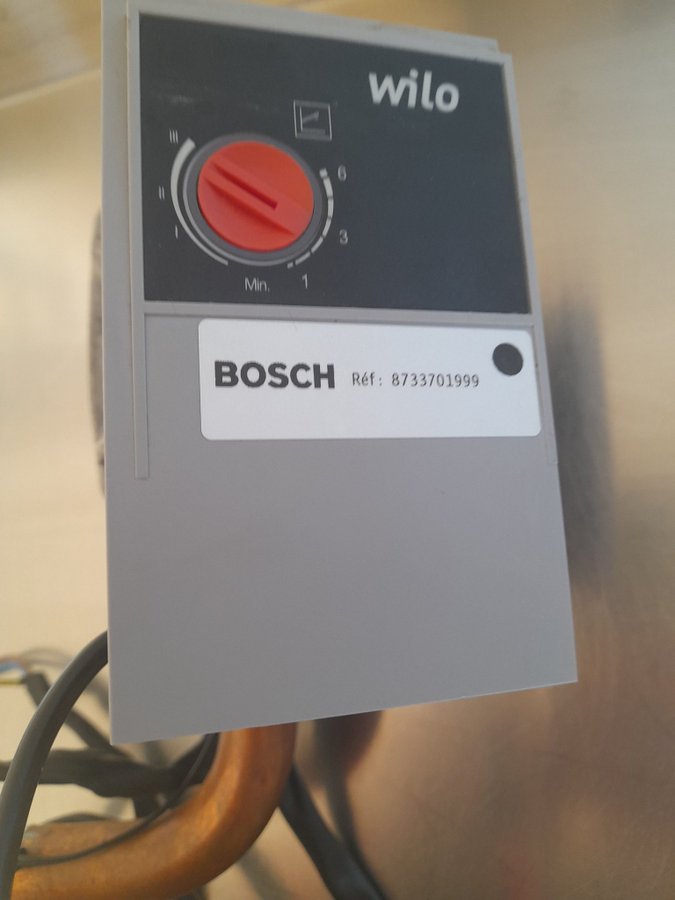 wilo
III
6
II
3
I
Min. 1
BOSCH Réf: 8733701999